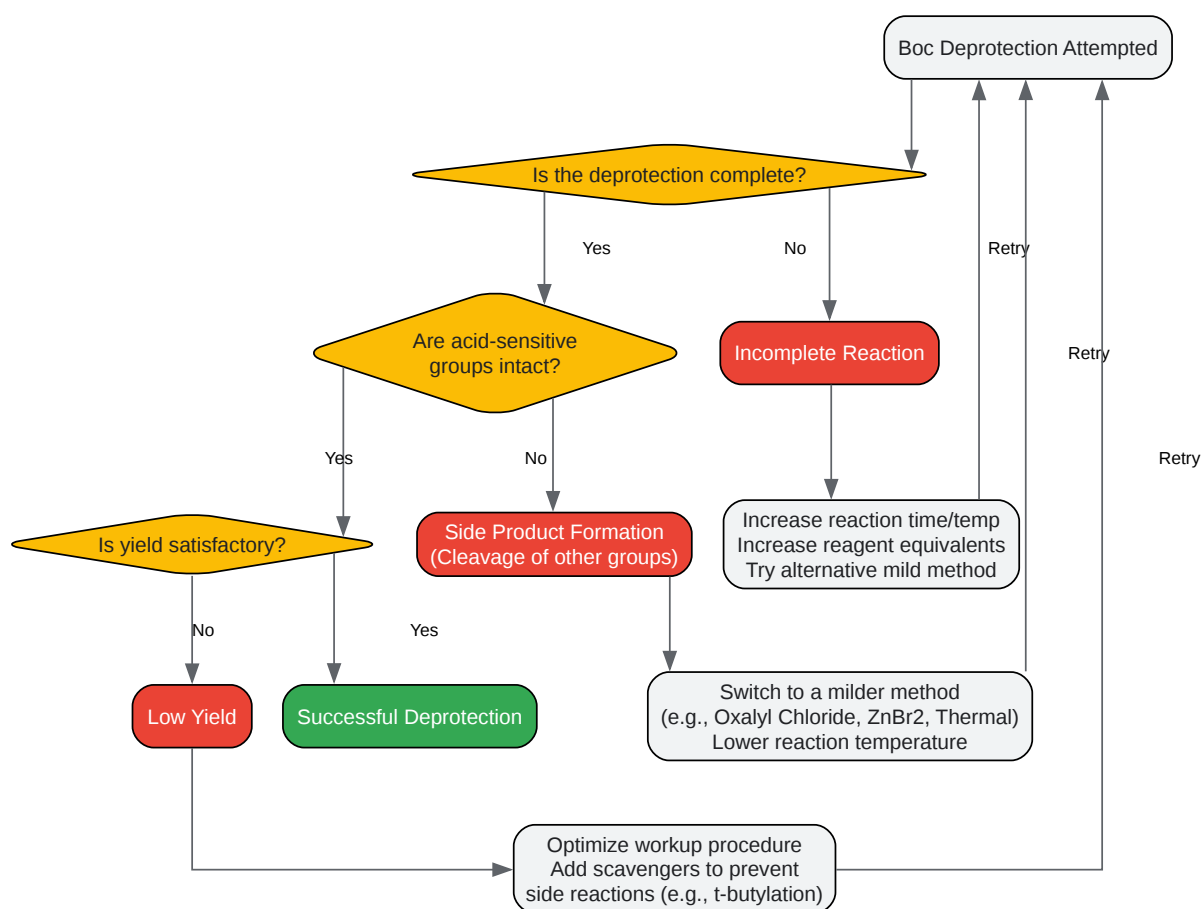 Boc Deprotection Attempted
Is the deprotection complete?
Yes
No
Retry
Are acid-sensitive
groups intact?
Incomplete Reaction
Retry
Yes
No
Retry
Side Product Formation
(Cleavage of other groups)
Increase reaction time/temp
Increase reagent equivalents
Try alternative mild method
Is yield satisfactory?
No
Yes
Low Yield
Successful Deprotection
Switch to a milder method
(e.g., Oxalyl Chloride, ZnBr2, Thermal)
Lower reaction temperature
Optimize workup procedure
Add scavengers to prevent
side reactions (e.g., t-butylation)